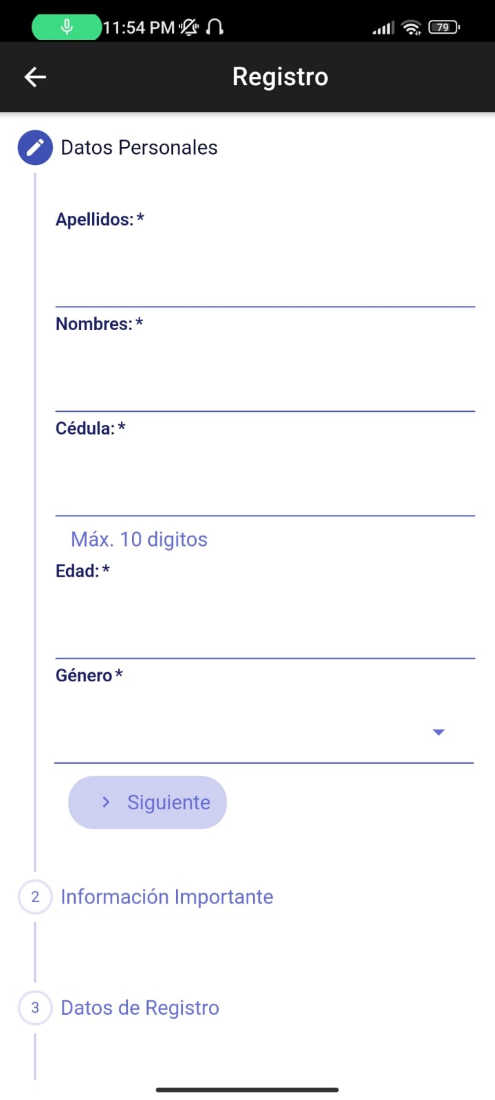 11:54 PM
79
Registro
Datos Personales
Apellidos:*
Nombres:*
Cédula:*
Máx. 10 digitos
Edad:*
Género*
Siguiente
2 Información Importante
3 Datos de Registro